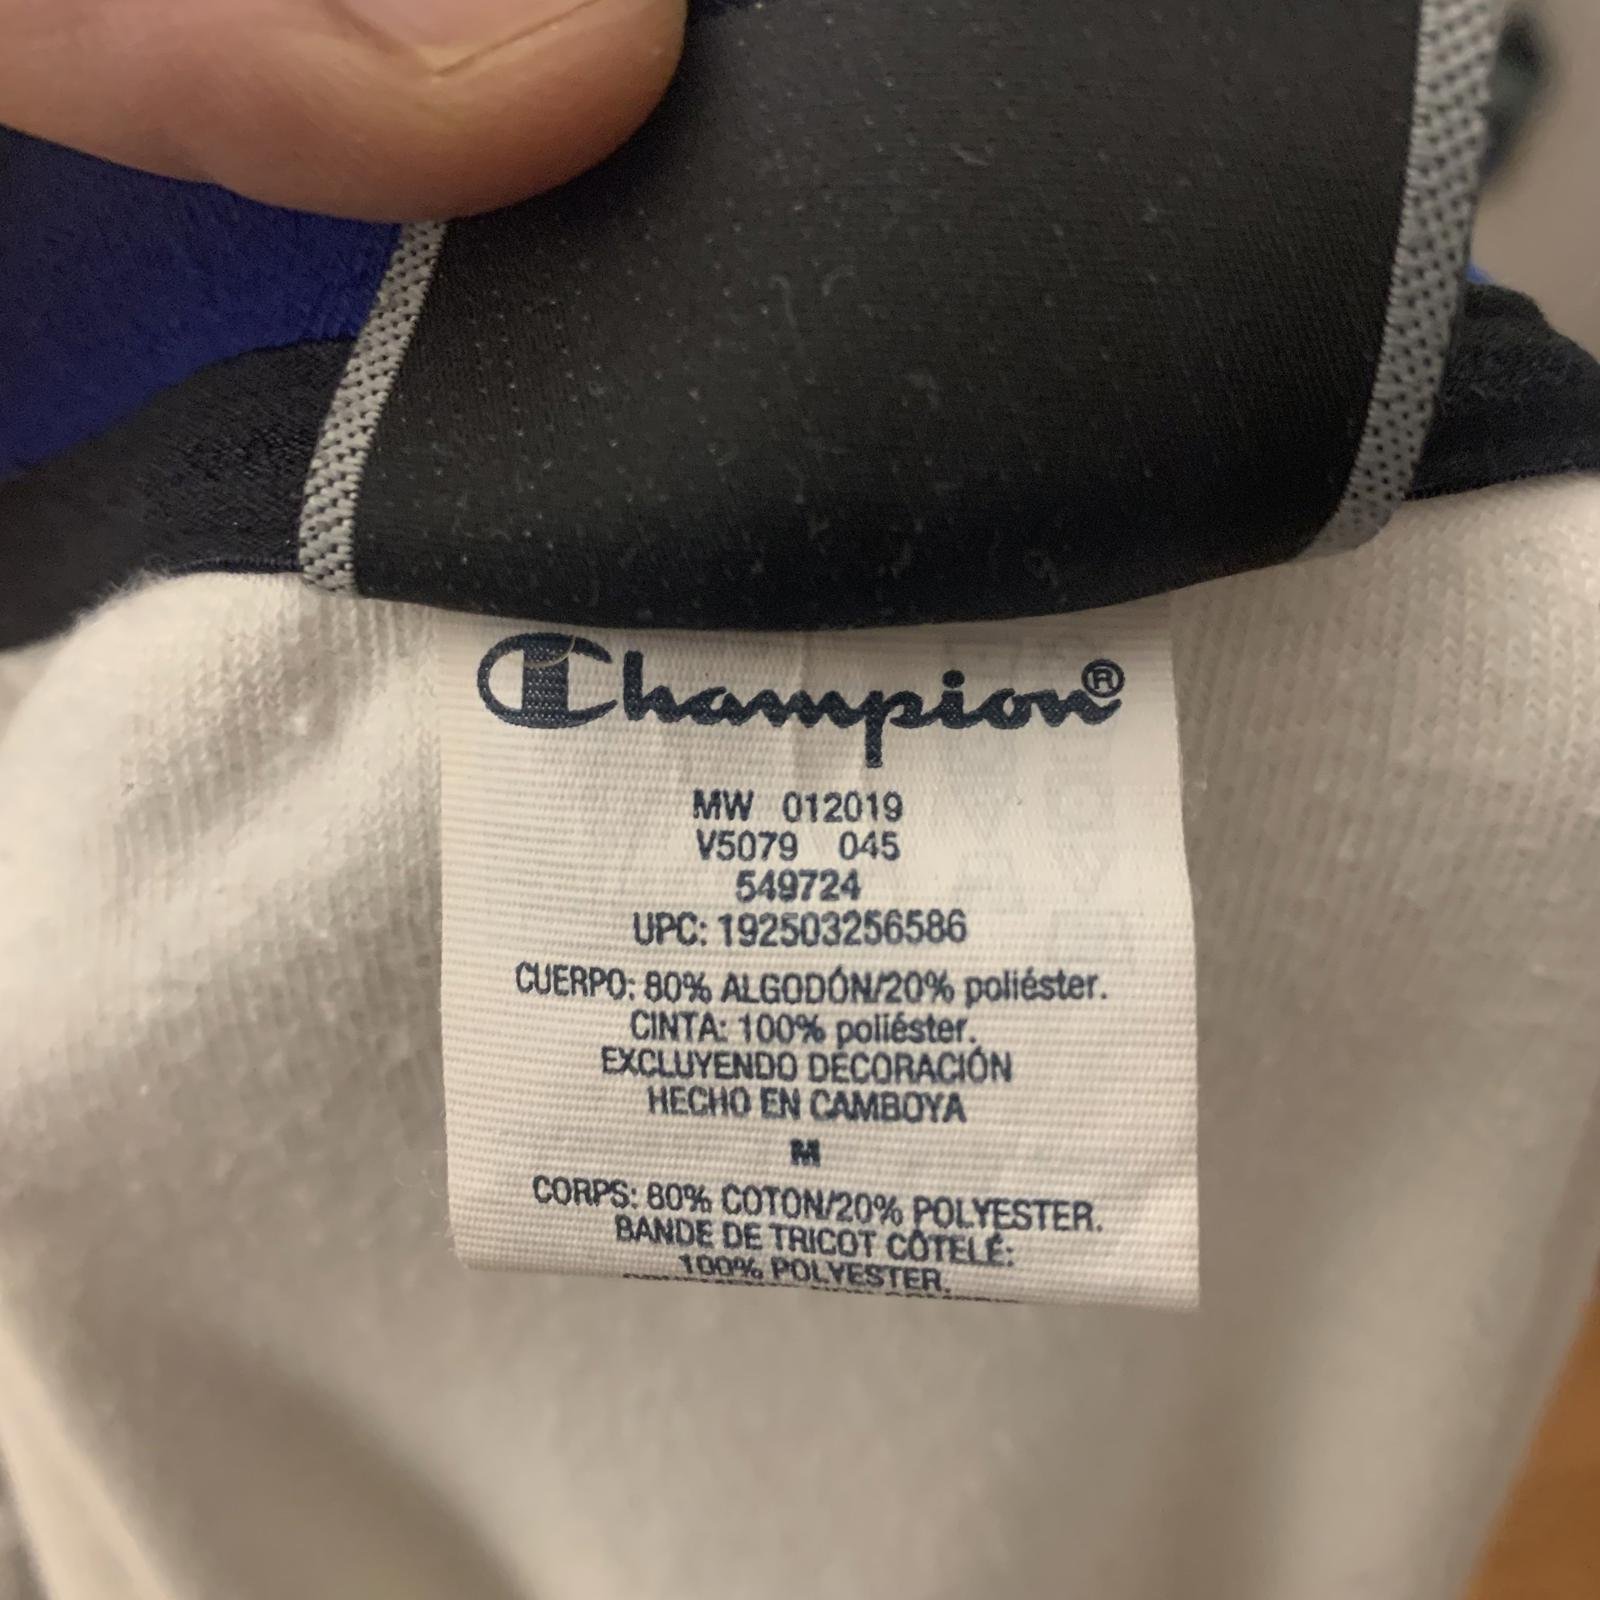 Champion®
MW 012019
V5079 045
549724
UPC: 192503256586
CUERPO: 80% ALGODÓN/20% poliéster.
CINTA: 100% poliéster.
EXCLUYENDO DECORACIÓN
HECHO EN CAMBOYA
M
CORPS: 80% COTON/20% POLYESTER.
BANDE DE TRICOT CÔTELÉ:
100% POLYESTER.